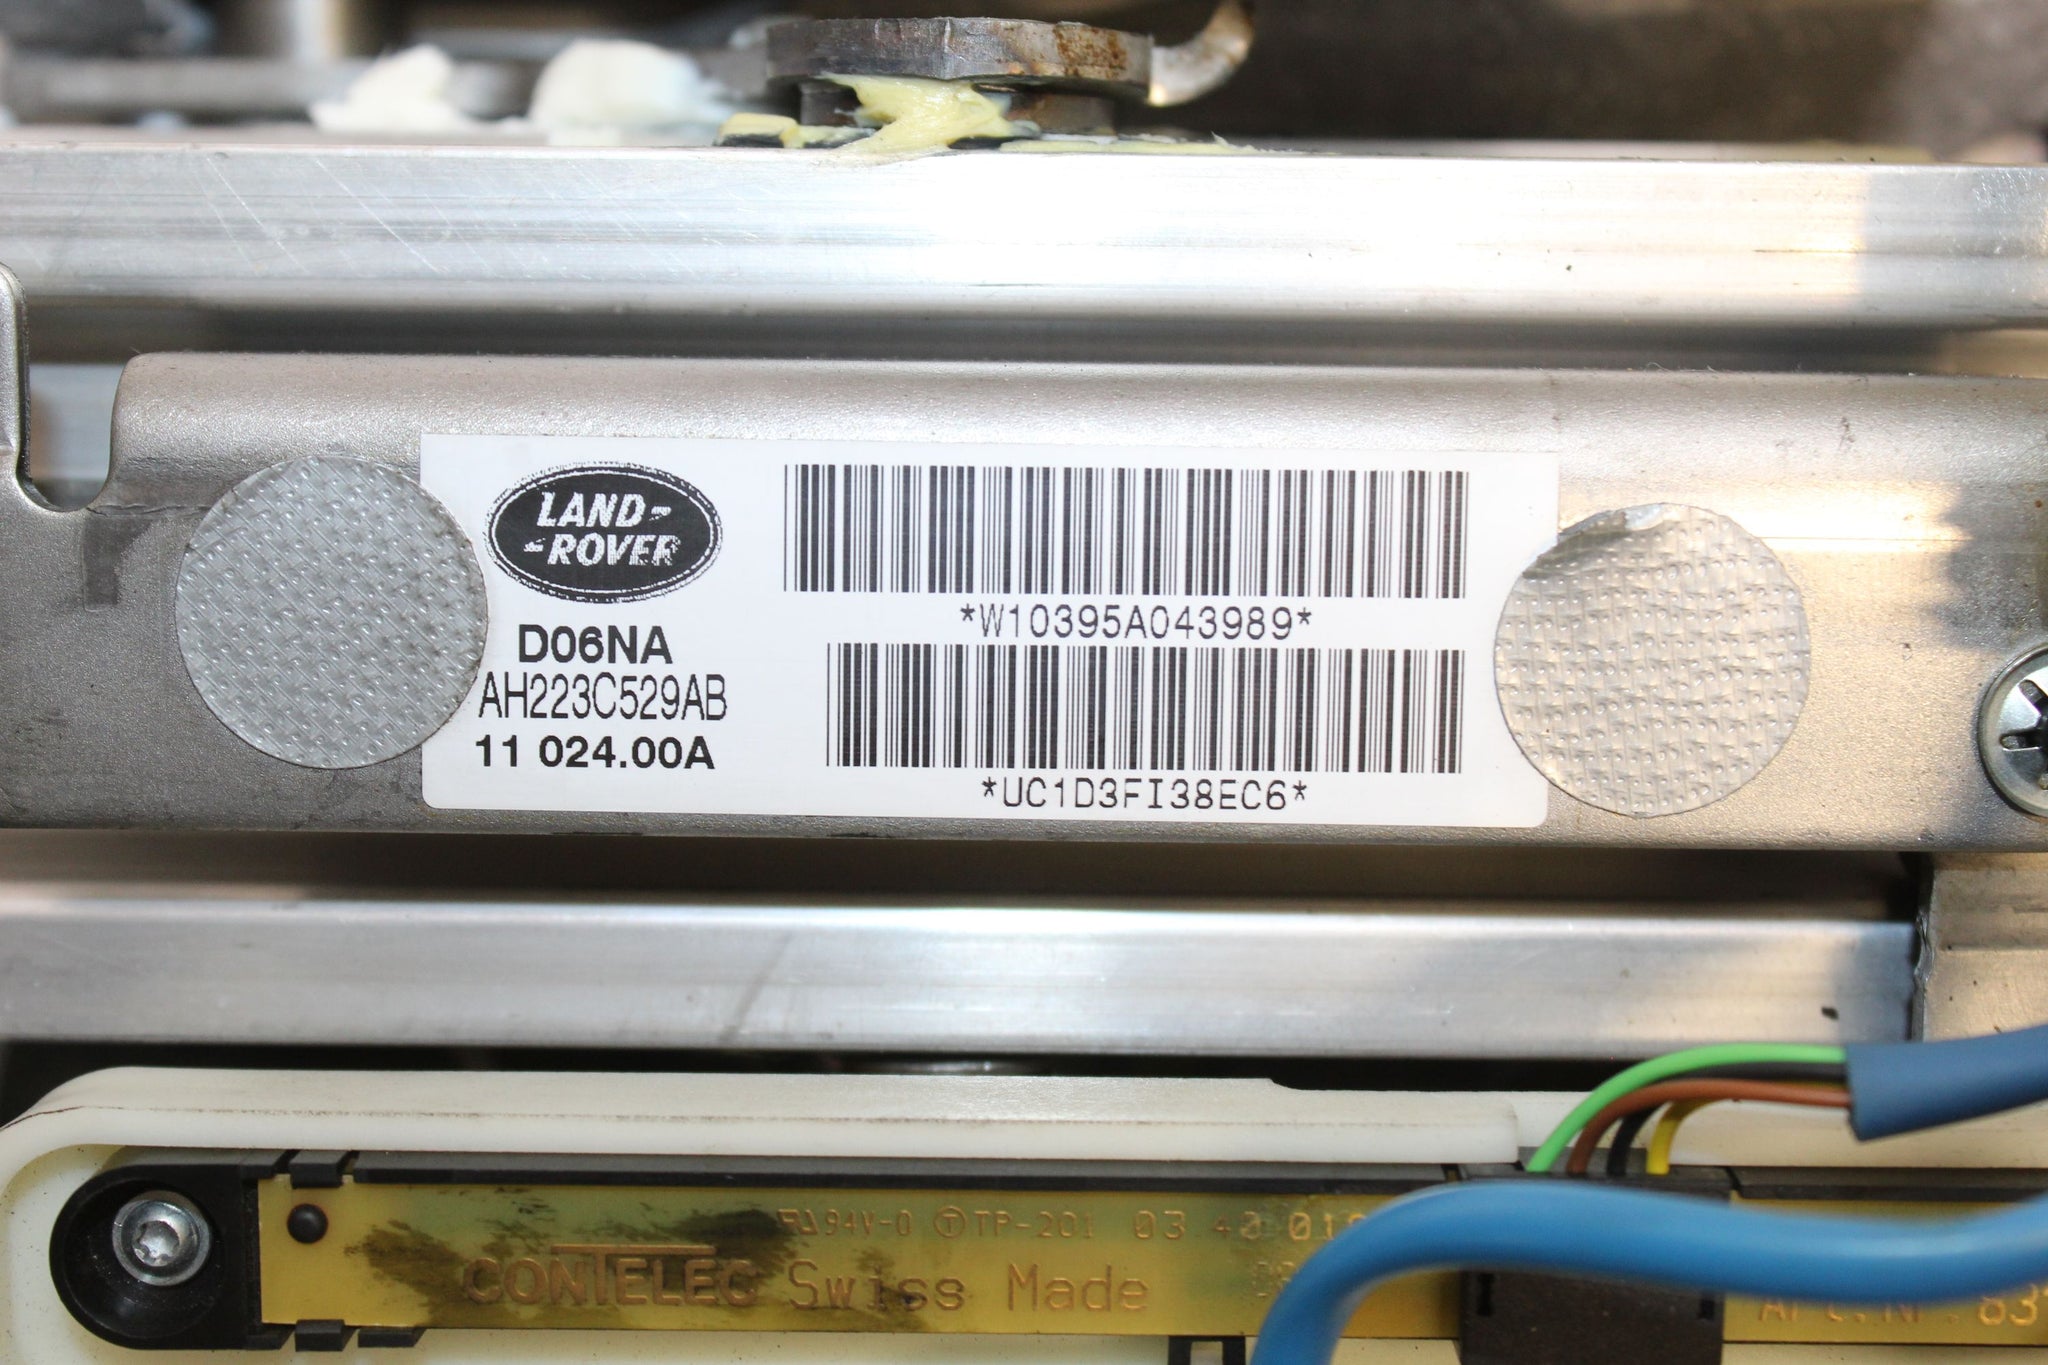 LAND-
-ROVER
D06NA
AH223C529AB
11 024.00A
*W10395A043989*
*UC1D3FI38EC6*
94V-0 TP-201 03 40
CONTELEC Swiss Made